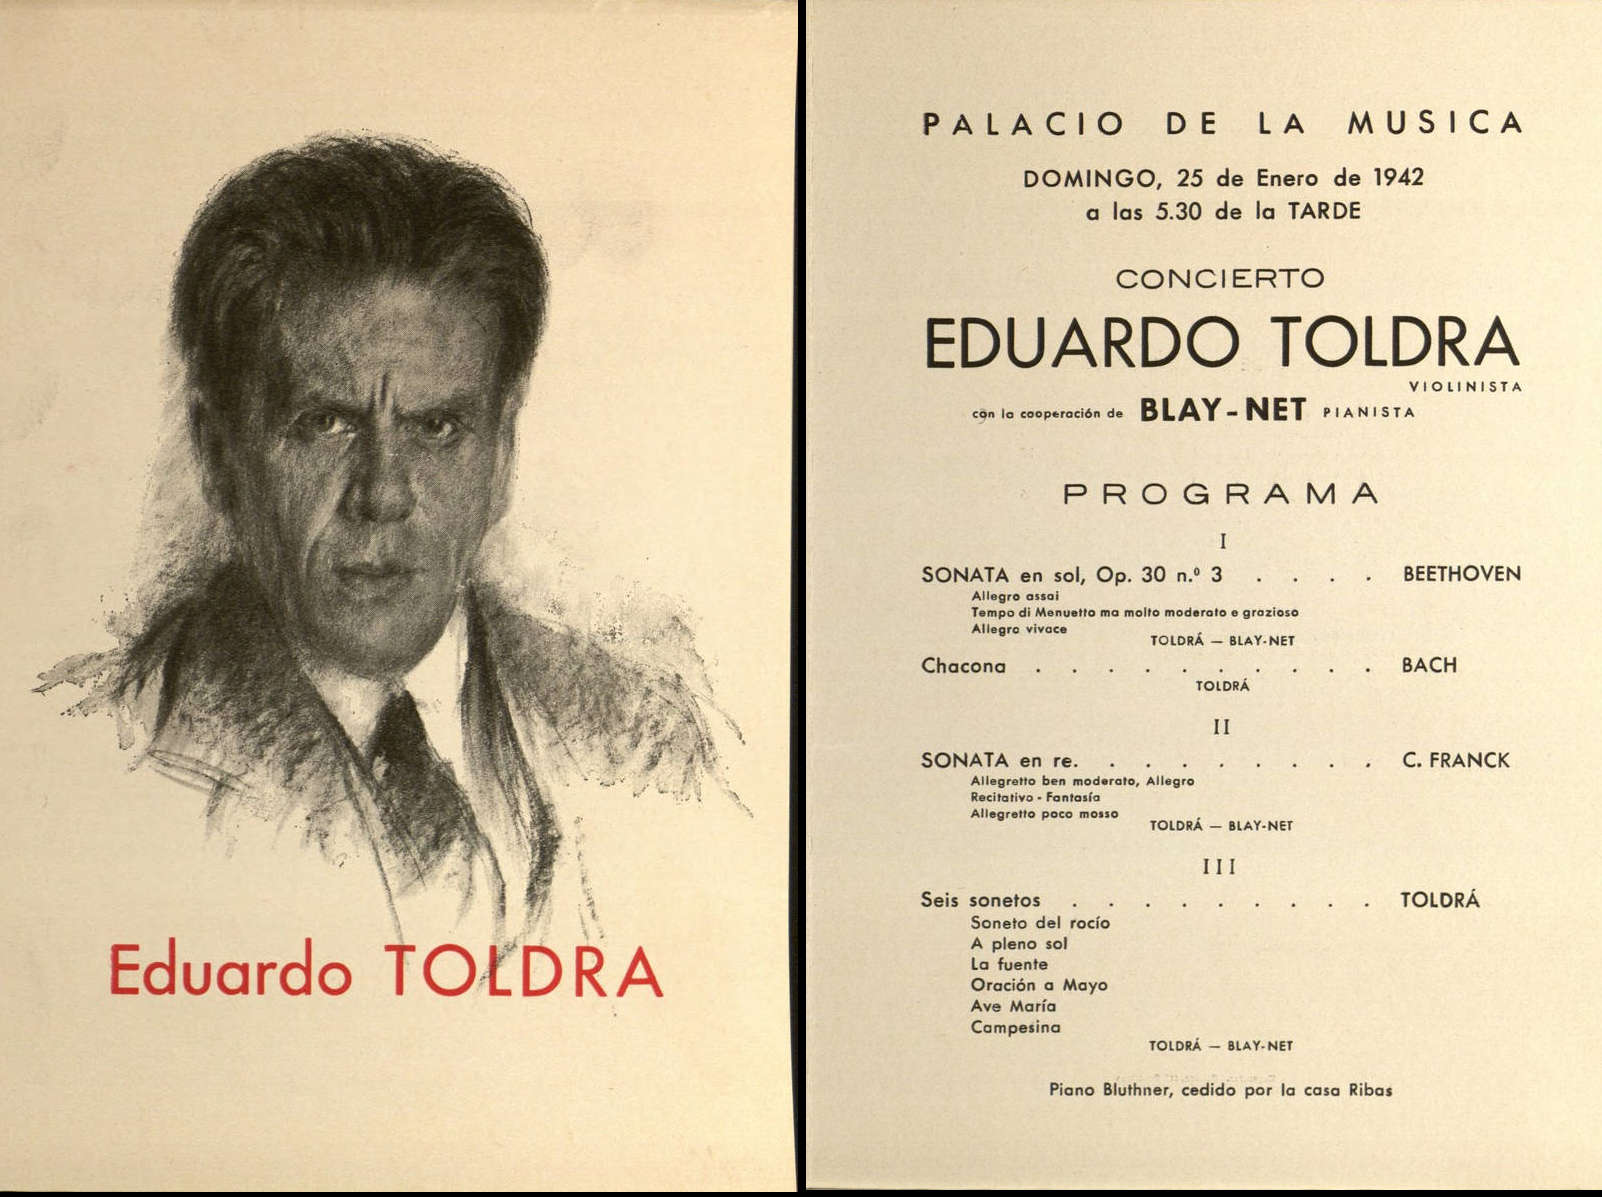 Eduardo TOLDRA
PALACIO DE LA MUSICA
DOMINGO, 25 de Enero de 1942
a las 5.30 de la TARDE
CONCIERTO
EDUARDO TOLDRA
VIOLINISTA
con la cooperación de BLAY-NET PIANISTA
PROGRAMA
I
SONATA en sol, Op. 30 n.º 3 . . . . BEETHOVEN
Allegro assai
Tempo di Menuetto ma molto moderato e grazioso
Allegro vivace
TOLDRÁ — BLAY-NET
Chacona . . . . . . . . . . BACH
TOLDRÁ
II
SONATA en re. . . . . . . . . C. FRANCK
Allegretto ben moderato, Allegro
Recitativo - Fantasía
Allegretto poco mosso
TOLDRÁ — BLAY-NET
III
Seis sonetos . . . . . . . . . TOLDRÁ
Soneto del rocío
A pleno sol
La fuente
Oración a Mayo
Ave María
Campesina
TOLDRÁ — BLAY-NET
Piano Bluthner, cedido por la casa Ribas